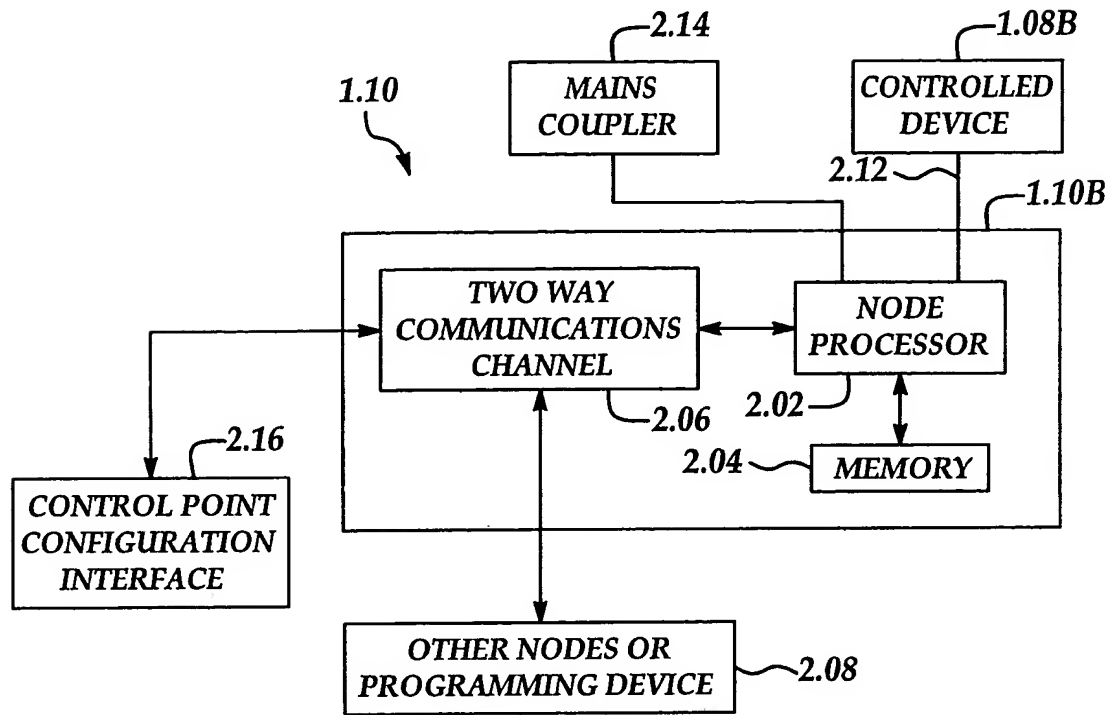 2.14
1.08B
MAINS
COUPLER
CONTROLLED
DEVICE
1.10
2.12
1.10B
TWO WAY
COMMUNICATIONS
CHANNEL
NODE
PROCESSOR
2.06
2.02
2.04
MEMORY
2.16
CONTROL POINT
CONFIGURATION
INTERFACE
OTHER NODES OR
PROGRAMMING DEVICE
2.08